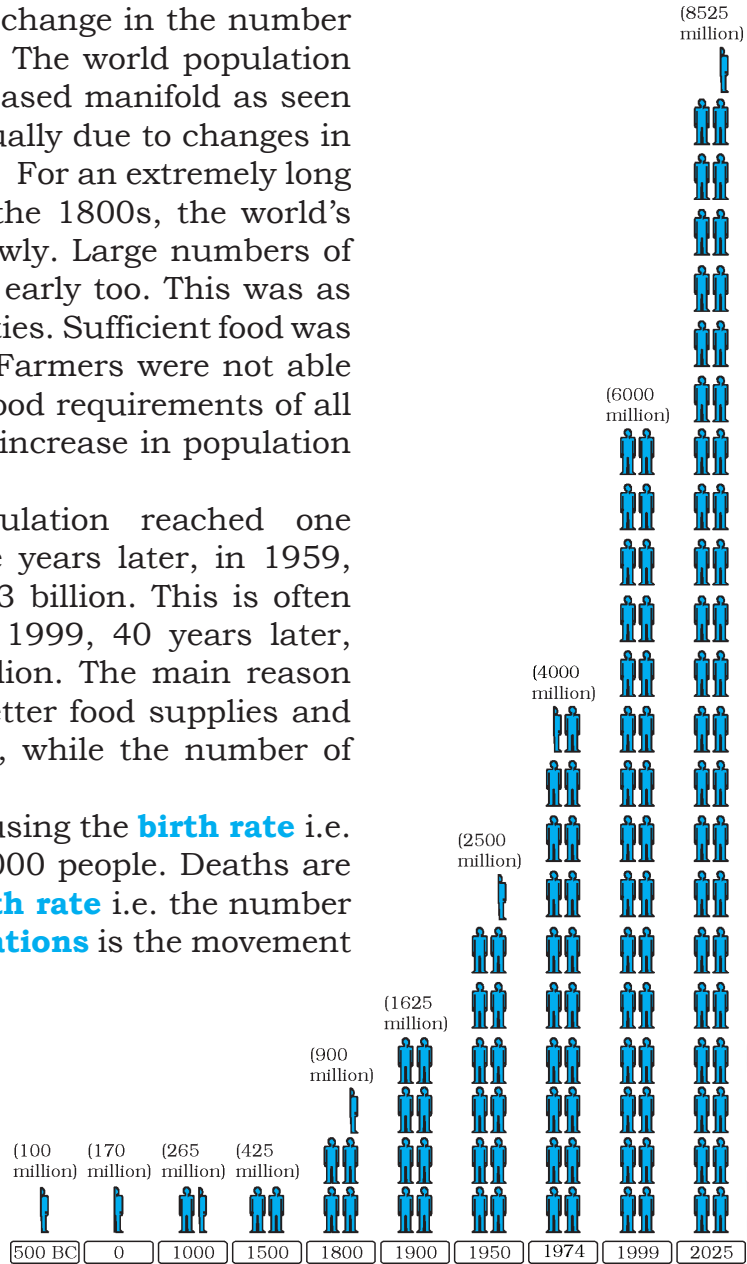 change in the number
The world population
ased manifold as seen
ually due to changes in
For an extremely long
the 1800s, the world's
wly. Large numbers of
early too. This was as
ties. Sufficient food was
Farmers were not able
ood requirements of all
increase in population
ulation reached one
e years later, in 1959,
3 billion. This is often
1999, 40 years later,
lion. The main reason
etter food supplies and
, while the number of
using the birth rate i.e.
000 people. Deaths are
th rate i.e. the number
ations is the movement
(8525
million)
(6000
million)
(4000
million)
(2500
million)
(1625
million)
(900
million)
(100
million)
(170
million)
(265
million)
(425
million)
500 BC 0 1000 1500 1800 1900 1950 1974 1999 2025